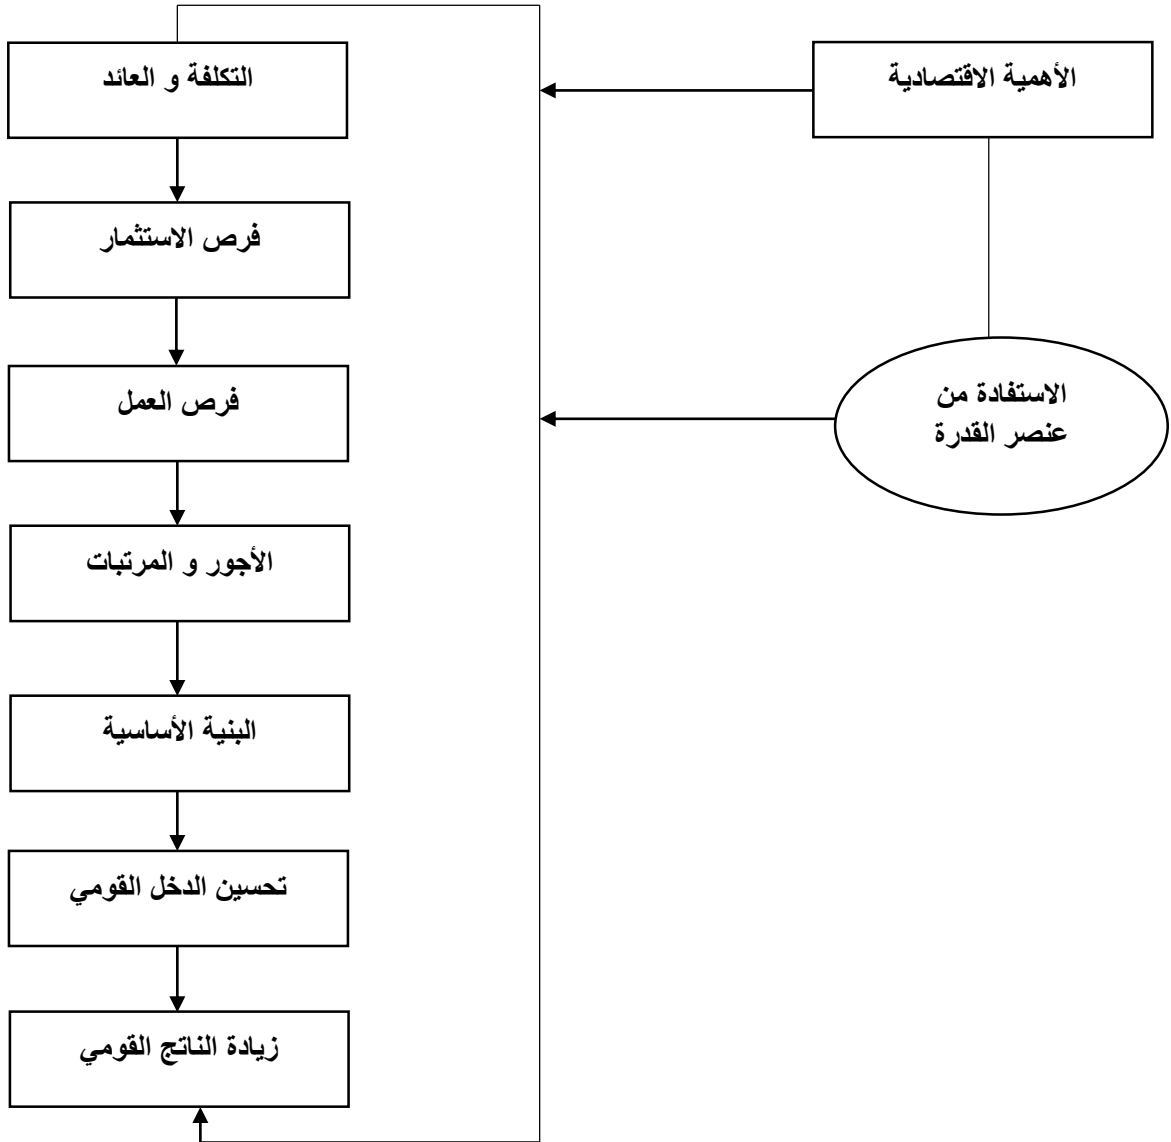 الأهمية الاقتصادية
الاستفادة من
عنصر القدرة
التكلفة و العائد
فرص الاستثمار
فرص العمل
الأجور و المرتبات
البنية الأساسية
تحسين الدخل القومي
زيادة الناتج القومي